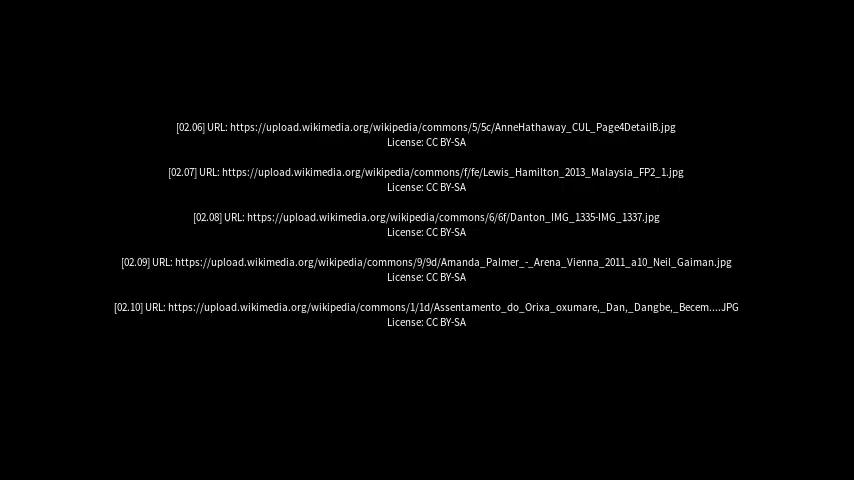 [02.06] URL: https://upload.wikimedia.org/wikipedia/commons/5/5c/AnneHathaway_CUL_Page4DetailB.jpg
License: CC BY-SA
[02.07] URL: https://upload.wikimedia.org/wikipedia/commons/f/fe/Lewis_Hamilton_2013_Malaysia_FP2_1.jpg
License: CC BY-SA
[02.08] URL: https://upload.wikimedia.org/wikipedia/commons/6/6f/Danton_IMG_1335-IMG_1337.jpg
License: CC BY-SA
[02.09] URL: https://upload.wikimedia.org/wikipedia/commons/9/9d/Amanda_Palmer_-_Arena_Vienna_2011_a10_Neil_Gaiman.jpg
License: CC BY-SA
[02.10] URL: https://upload.wikimedia.org/wikipedia/commons/1/1d/Assentamento_do_Orixa_oxumare,_Dan,_Dangbe,_Becem....JPG
License: CC BY-SA